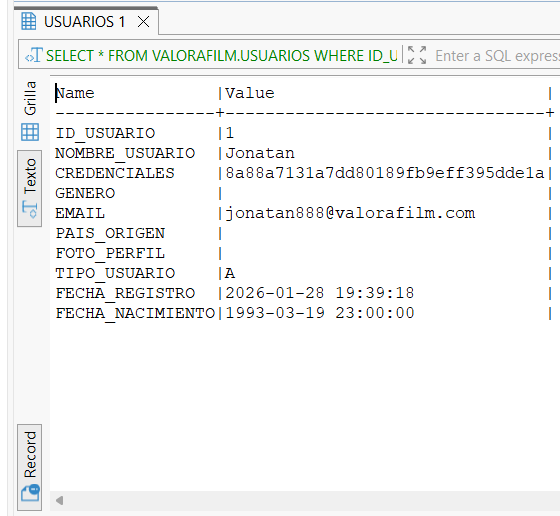 USUARIOS 1
SELECT * FROM VALORAFILM.USUARIOS WHERE ID_U
Enter a SQL expres
Grilla
Texto
Record
Name |Value |
----------------+--------------------------------+
ID_USUARIO |1 |
NOMBRE_USUARIO |Jonatan |
CREDENCIALES |8a88a7131a7dd80189fb9eff395dde1a|
GENERO | |
EMAIL |jonatan888@valorafilm.com |
PAIS_ORIGEN | |
FOTO_PERFIL | |
TIPO_USUARIO |A |
FECHA_REGISTRO |2026-01-28 19:39:18 |
FECHA_NACIMIENTO|1993-03-19 23:00:00 |